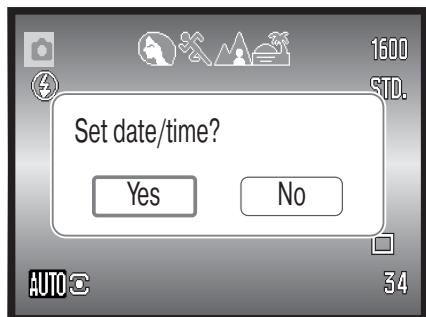 1600
STD.
Set date/time?
Yes No
AUTO 34